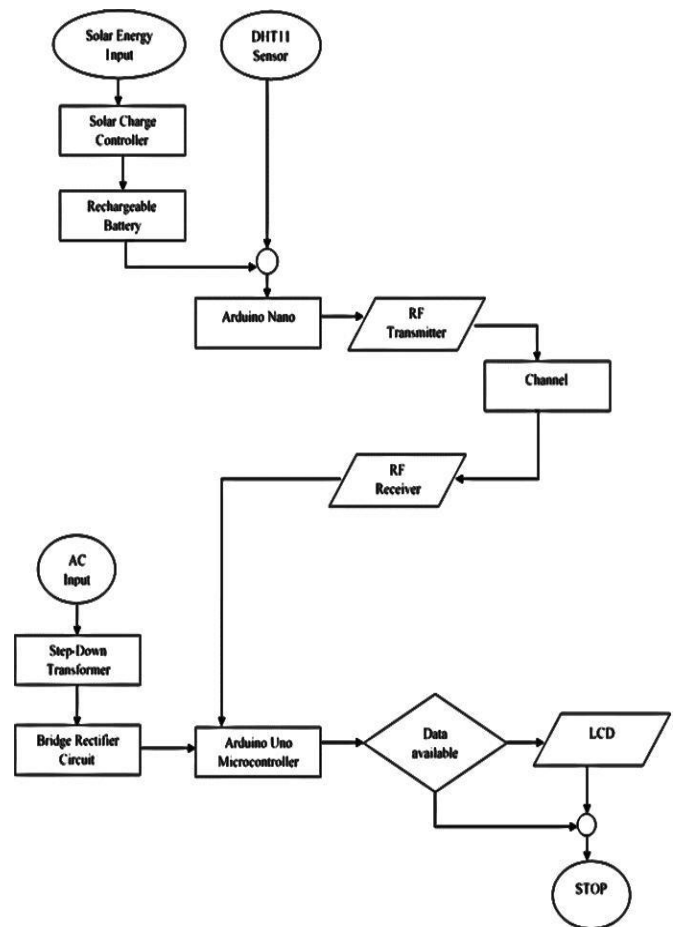 Solar Energy
Input
DHT11
Sensor
Solar Charge
Controller
Rechargeable
Battery
Arduino Nano
RF
Transmitter
Channel
RF
Receiver
AC
Input
Step-Down
Transformer
Bridge Rectifier
Circuit
Arduino Uno
Microcontroller
Data
available
LCD
STOP